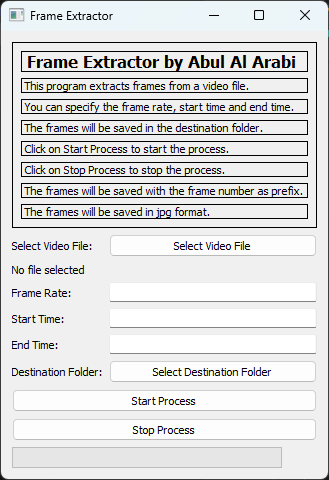 Frame Extractor
Frame Extractor by Abul Al Arabi
This program extracts frames from a video file.
You can specify the frame rate, start time and end time.
The frames will be saved in the destination folder.
Click on Start Process to start the process.
Click on Stop Process to stop the process.
The frames will be saved with the frame number as prefix.
The frames will be saved in jpg format.
Select Video File: Select Video File
No file selected
Frame Rate:
Start Time:
End Time:
Destination Folder: Select Destination Folder
Start Process
Stop Process